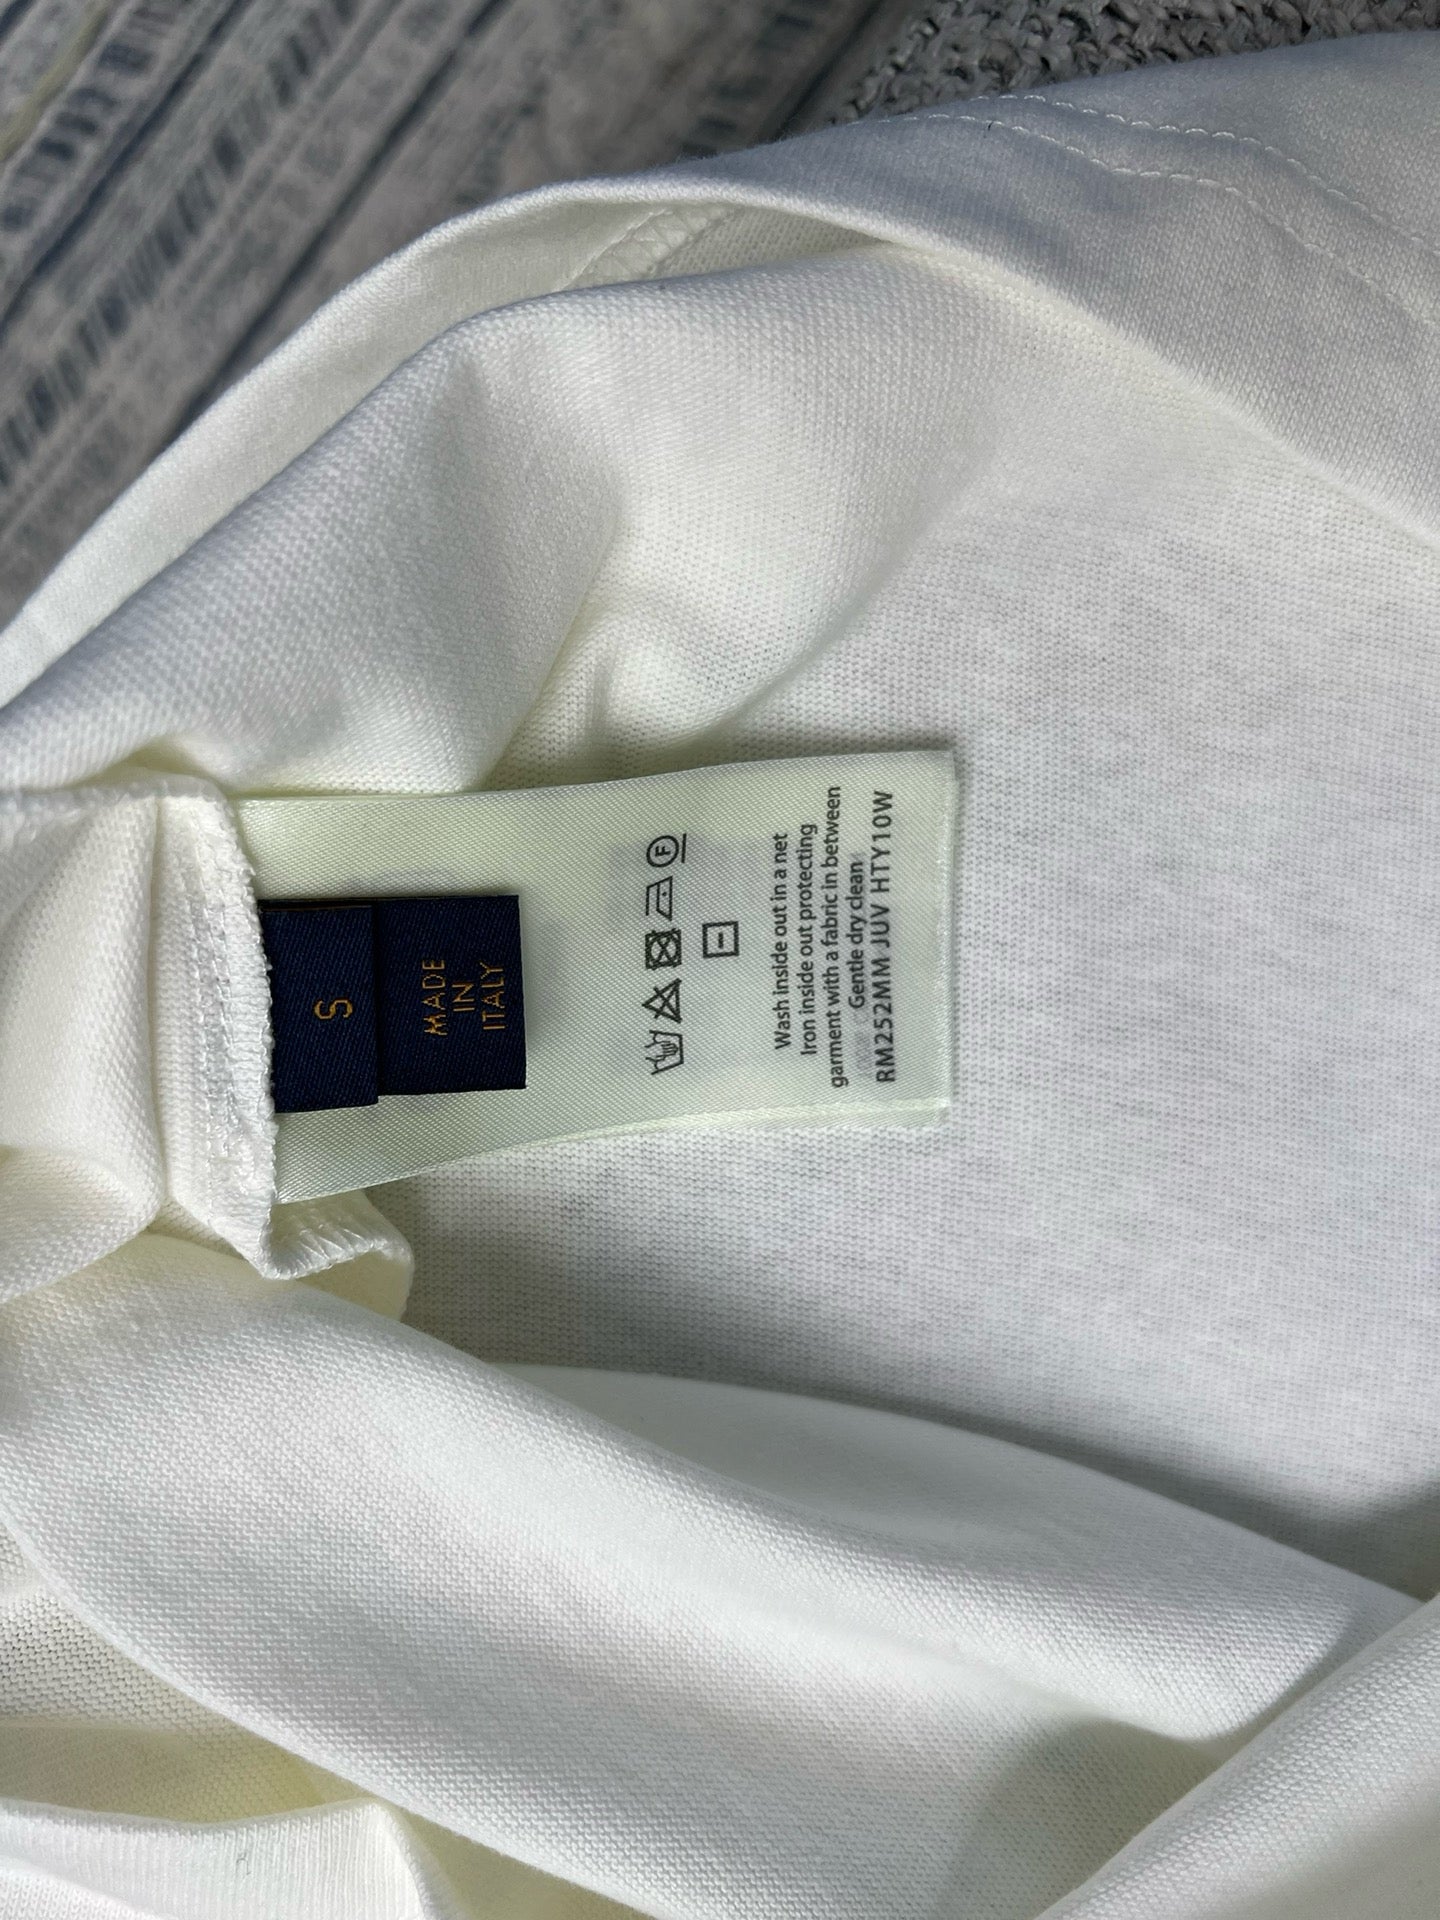 S
MADE
IN
ITALY
F
Wash inside out in a net
Iron inside out protecting
garment with a fabric in between
Gentle dry clean
RM252MM JUV HTY10W